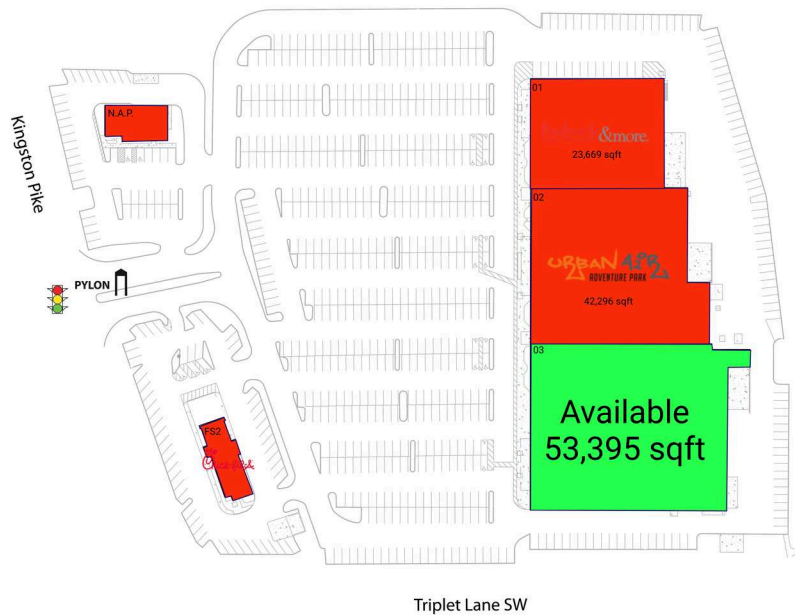 Kingston Pike
N.A.P.
PYLON
01
&more.
23,669 sqft
02
URBAN AIR
ADVENTURE PARK
42,296 sqft
03
Available
53,395 sqft
FS2
Chick-fil-A
Triplet Lane SW